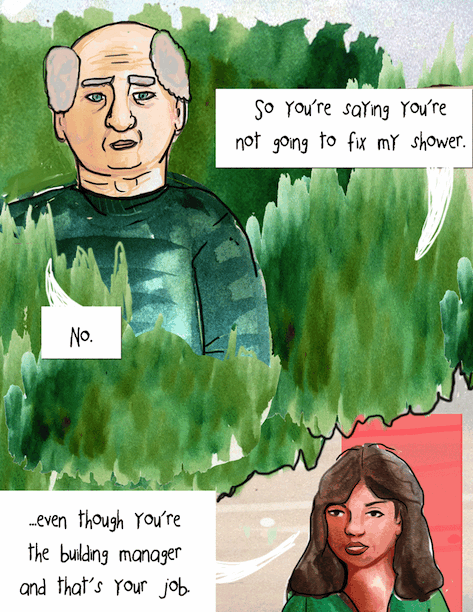 So you're saying you're
not going to fix my shower.
No.
...even though you're
the building manager
and that's your job.